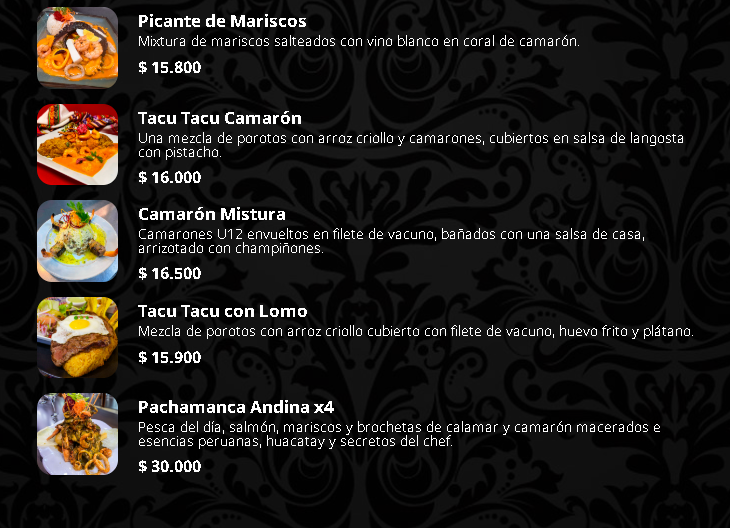 Picante de Mariscos
Mixtura de mariscos salteados con vino blanco en coral de camarón.
$ 15.800
Tacu Tacu Camarón
Una mezcla de porotos con arroz criollo y camarones, cubiertos en salsa de langosta
con pistacho.
$ 16.000
Camarón Mistura
Camarones U12 envueltos en filete de vacuno, bañados con una salsa de casa,
arrizotado con champiñones.
$ 16.500
Tacu Tacu con Lomo
Mezcla de porotos con arroz criollo cubierto con filete de vacuno, huevo frito y plátano.
$ 15.900
Pachamanca Andina x4
Pesca del día, salmón, mariscos y brochetas de calamar y camarón macerados e
esencias peruanas, huacatay y secretos del chef.
$ 30.000